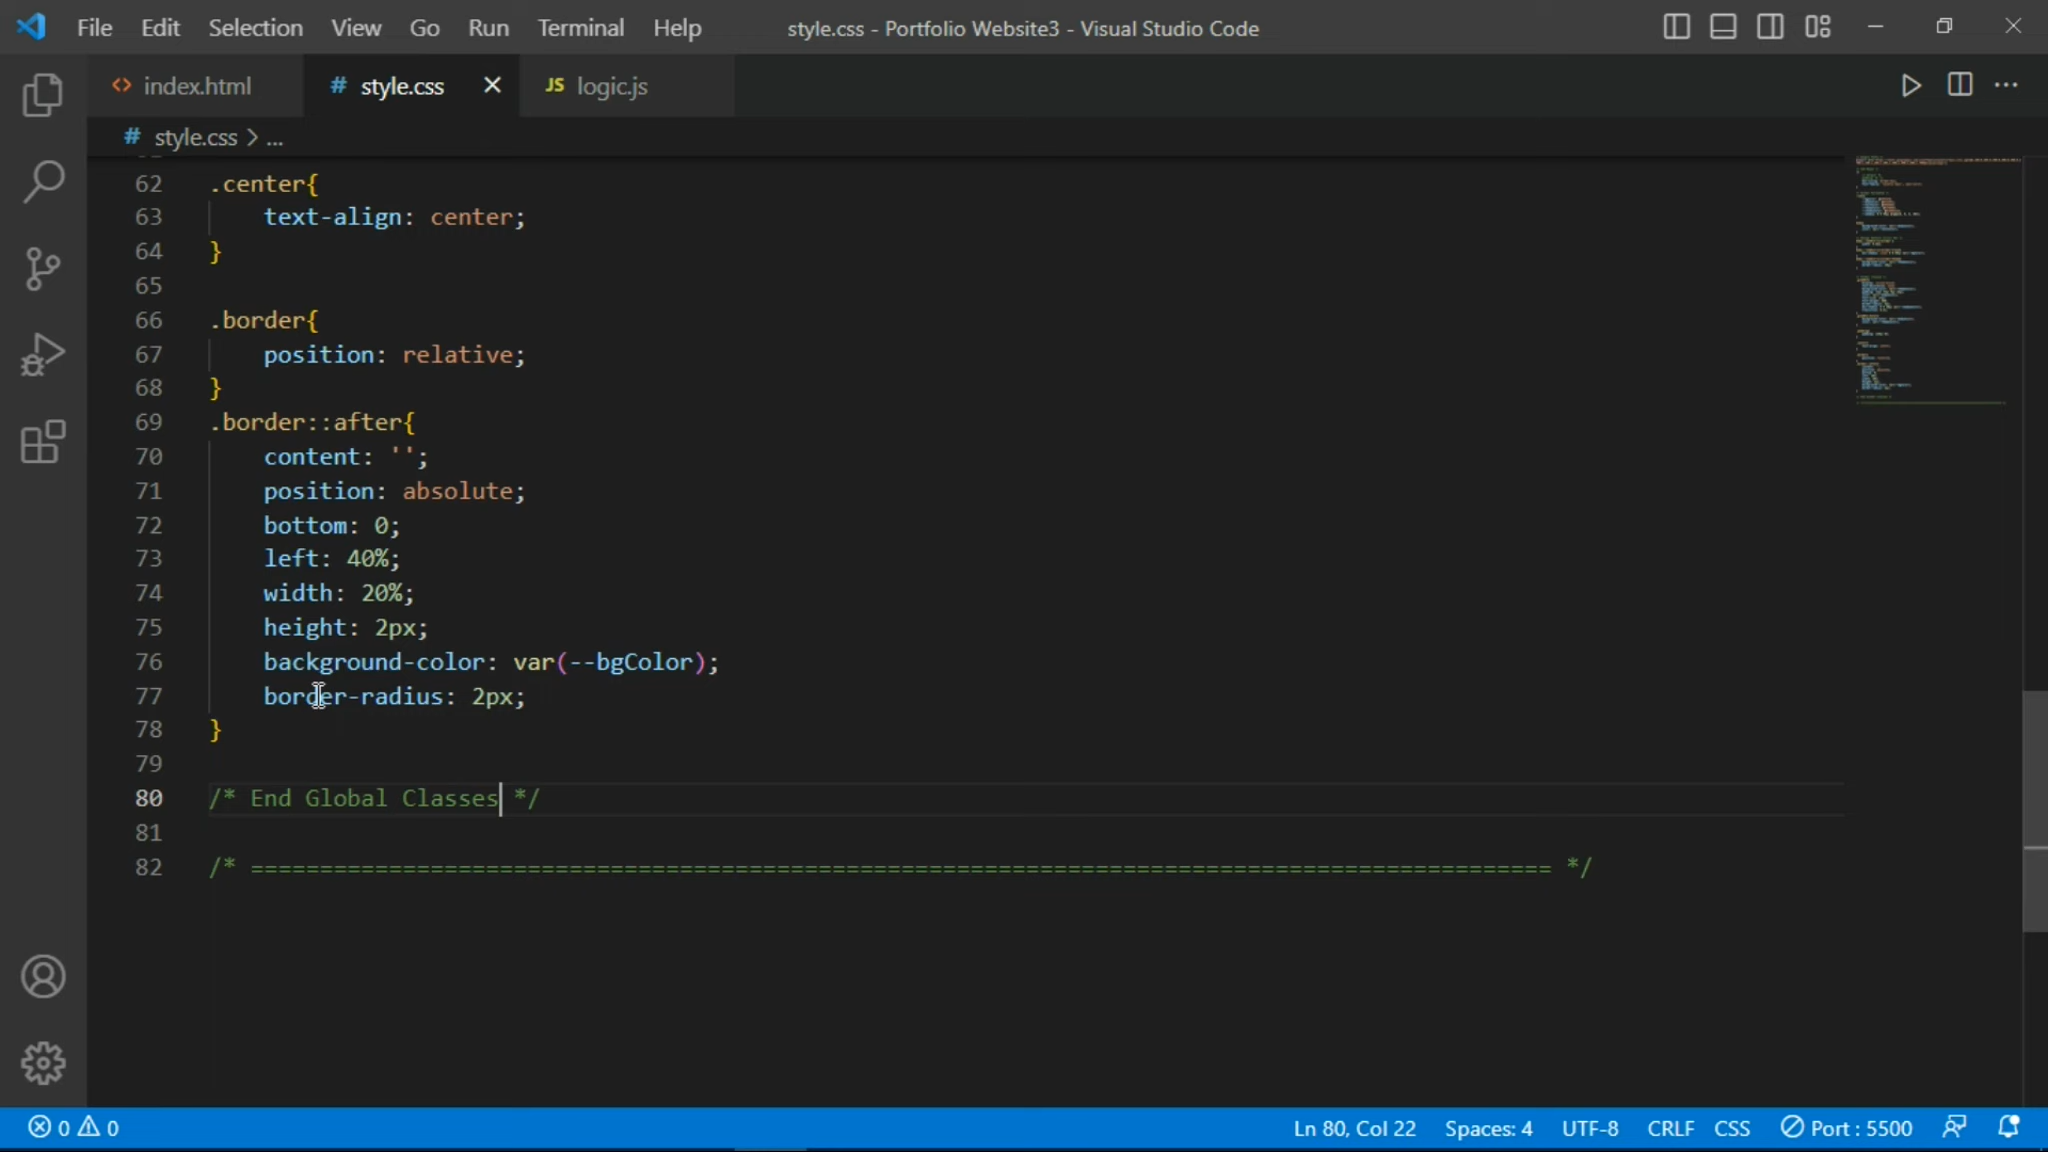 File Edit Selection View Go Run Terminal Help style.css - Portfolio Website3 - Visual Studio Code
<> index.html # style.css JS logic.js
# style.css > ...
62 .center{
63 text-align: center;
64 }
65
66 .border{
67 position: relative;
68 }
69 .border::after{
70 content: '';
71 position: absolute;
72 bottom: 0;
73 left: 40%;
74 width: 20%;
75 height: 2px;
76 background-color: var(--bgColor);
77 border-radius: 2px;
78 }
79
80 /* End Global Classes */
81
82 /* ============================================================================================== */
0 0 Ln 80, Col 22 Spaces: 4 UTF-8 CRLF CSS Port : 5500